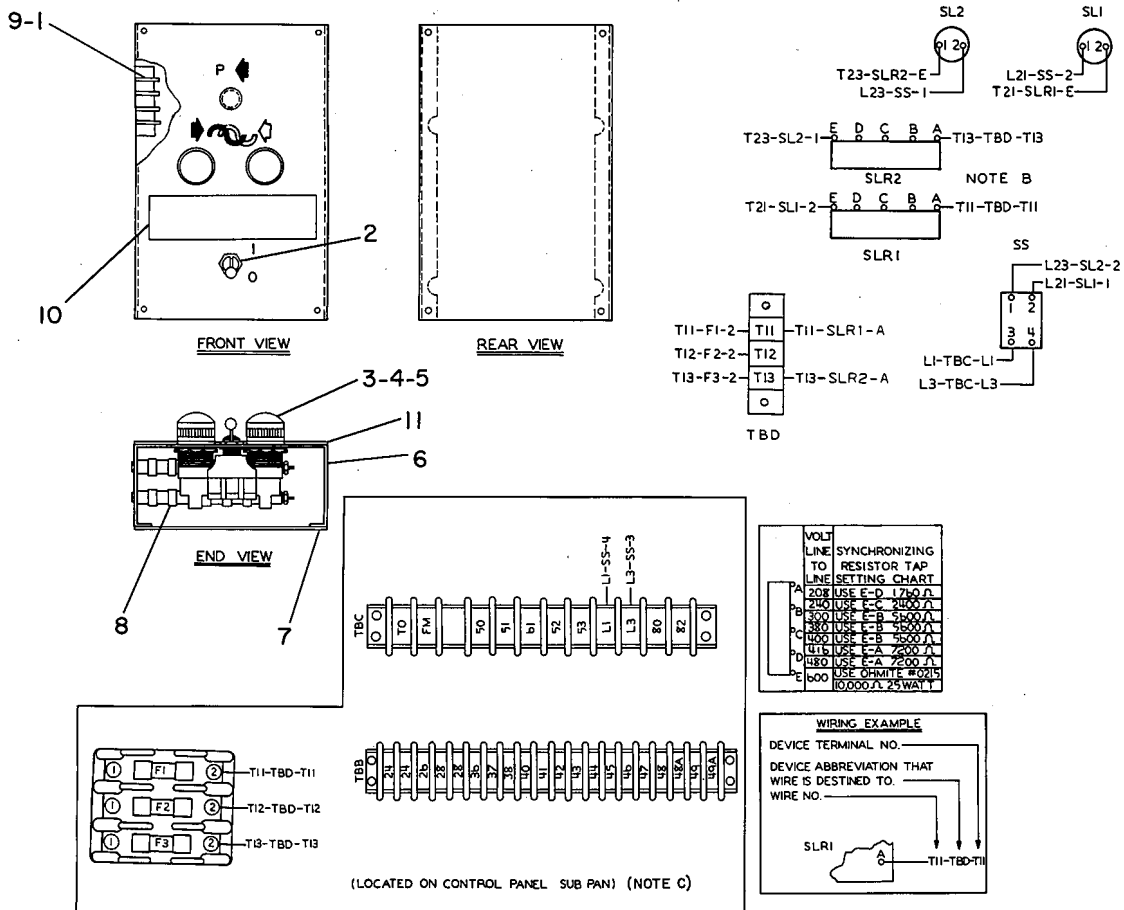 9-1
P
2
I
O
10
FRONT VIEW
REAR VIEW
3-4-5
11
6
8
7
END VIEW
SL2
1 2
T23-SLR2-E
L23-SS-1
SL1
1 2
L21-SS-2
T21-SLR1-E
E D C B A
T23-SL2-1
T13-TBD-T13
SLR2
NOTE B
E D C B A
T21-SL1-2
T11-TBD-T11
SLR1
SS
L23-SL2-2
L21-SL1-1
1 2
3 4
L1-TBC-L1
L3-TBC-L3
T11-F1-2 T11 T11-SLR1-A
T12-F2-2 T12
T13-F3-2 T13 T13-SLR2-A
TBD
L1-SS-4
L3-SS-3
TBC TO FM 50 51 61 52 53 L1 L3 80 82
TBB 24 24 26 28 28 36 37 38 40 41 42 43 44 45 46 47 48 48A 49 49A
1 F1 2 T11-TBD-T11
1 F2 2 T12-TBD-T12
1 F3 2 T13-TBD-T13
(LOCATED ON CONTROL PANEL SUB PAN) (NOTE C)
A
B
C
D
E
VOLT LINE TO LINE
SYNCHRONIZING RESISTOR TAP SETTING CHART
208 USE E-D 1760 Ω
240 USE E-C 2400 Ω
300 USE E-B 5600 Ω
380 USE E-B 5600 Ω
400 USE E-B 5600 Ω
416 USE E-A 7200 Ω
480 USE E-A 7200 Ω
600 USE OHMITE #0215
10,000 Ω 25 WATT
WIRING EXAMPLE
DEVICE TERMINAL NO.
DEVICE ABBREVIATION THAT
WIRE IS DESTINED TO.
WIRE NO.
SLR1
A
T11-TBD-T11